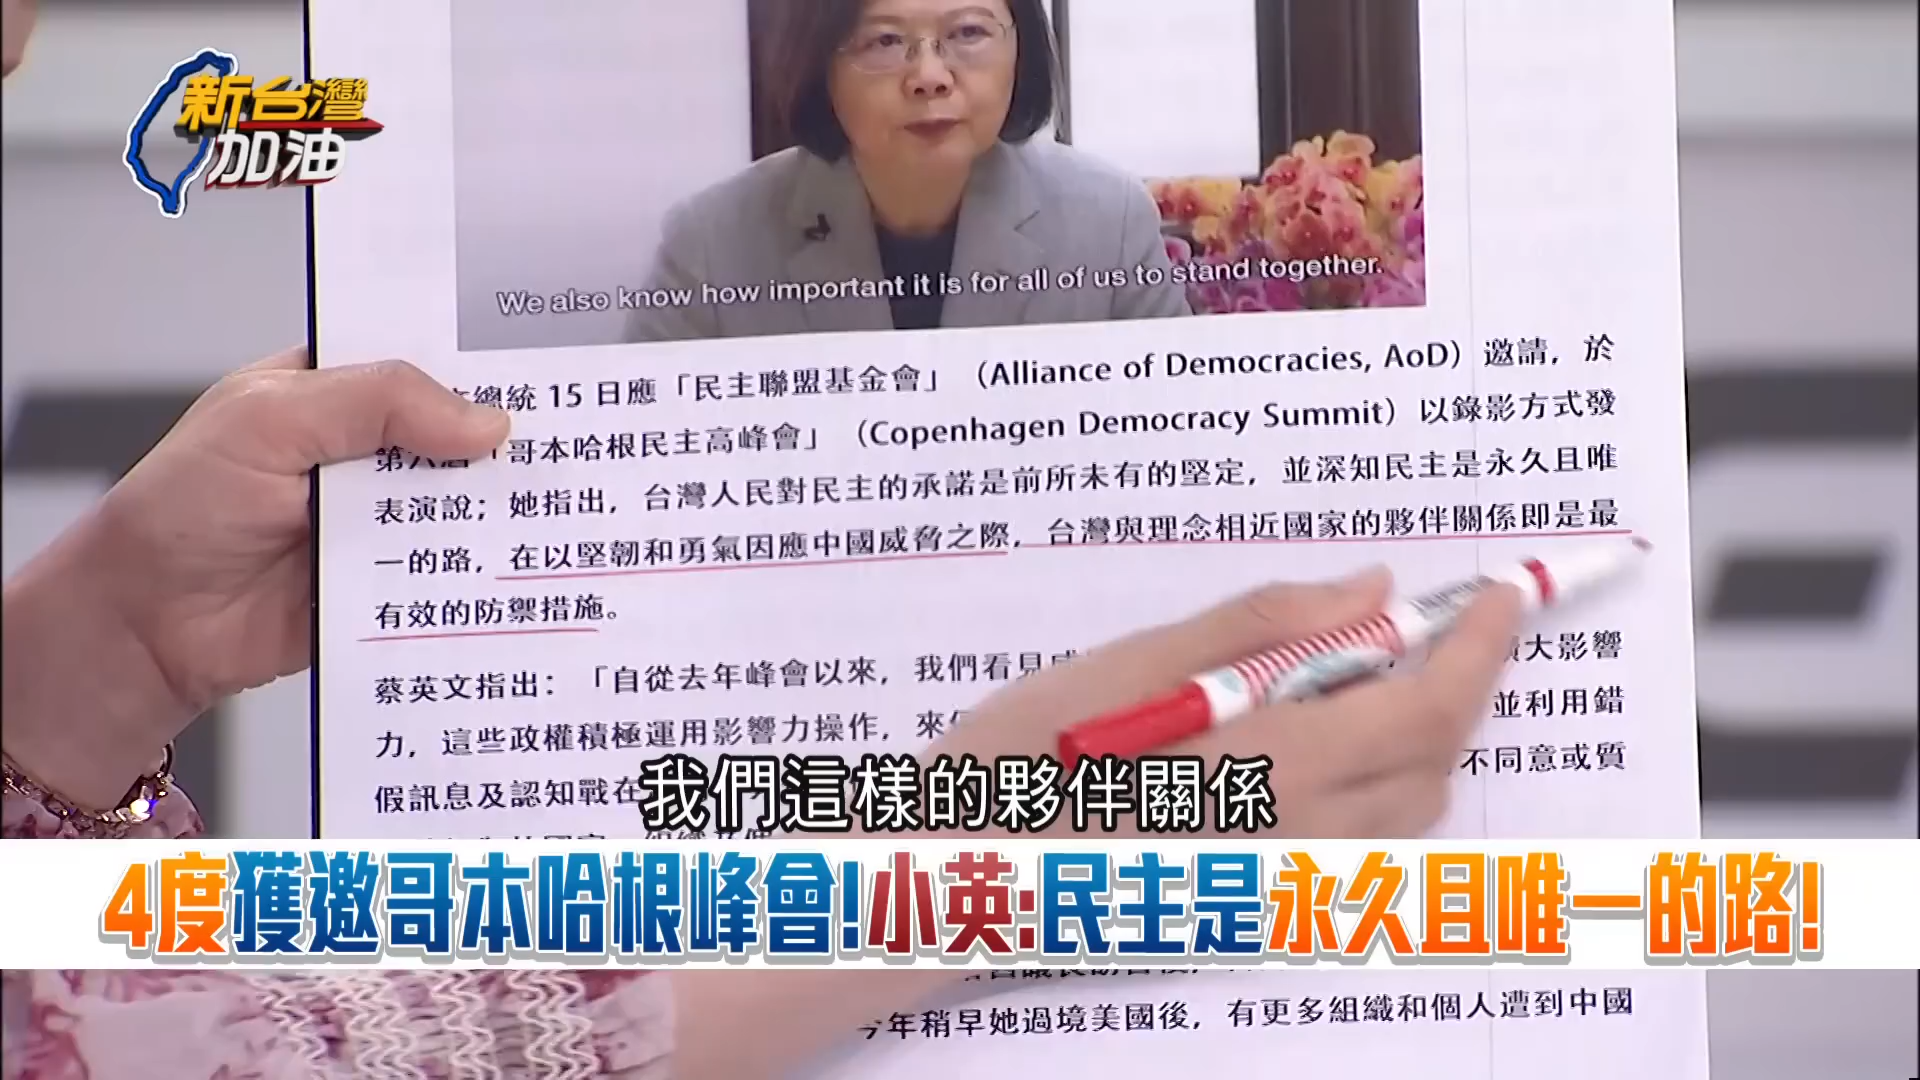 新台灣
加油
We also know how important it is for all of us to stand together.
總統 15 日應「民主聯盟基金會」（Alliance of Democracies, AoD）邀請，於
第六屆「哥本哈根民主高峰會」（Copenhagen Democracy Summit）以錄影方式發
表演說；她指出，台灣人民對民主的承諾是前所未有的堅定，並深知民主是永久且唯
一的路，在以堅韌和勇氣因應中國威脅之際，台灣與理念相近國家的夥伴關係即是最
有效的防禦措施。
蔡英文指出：「自從去年峰會以來，我們看見 大影響
力，這些政權積極運用影響力操作，來 並利用錯
假訊息及認知戰在 不同意或質
我們這樣的夥伴關係
4度獲邀哥本哈根峰會!小英:民主是永久且唯一的路!
年稍早她過境美國後，有更多組織和個人遭到中國